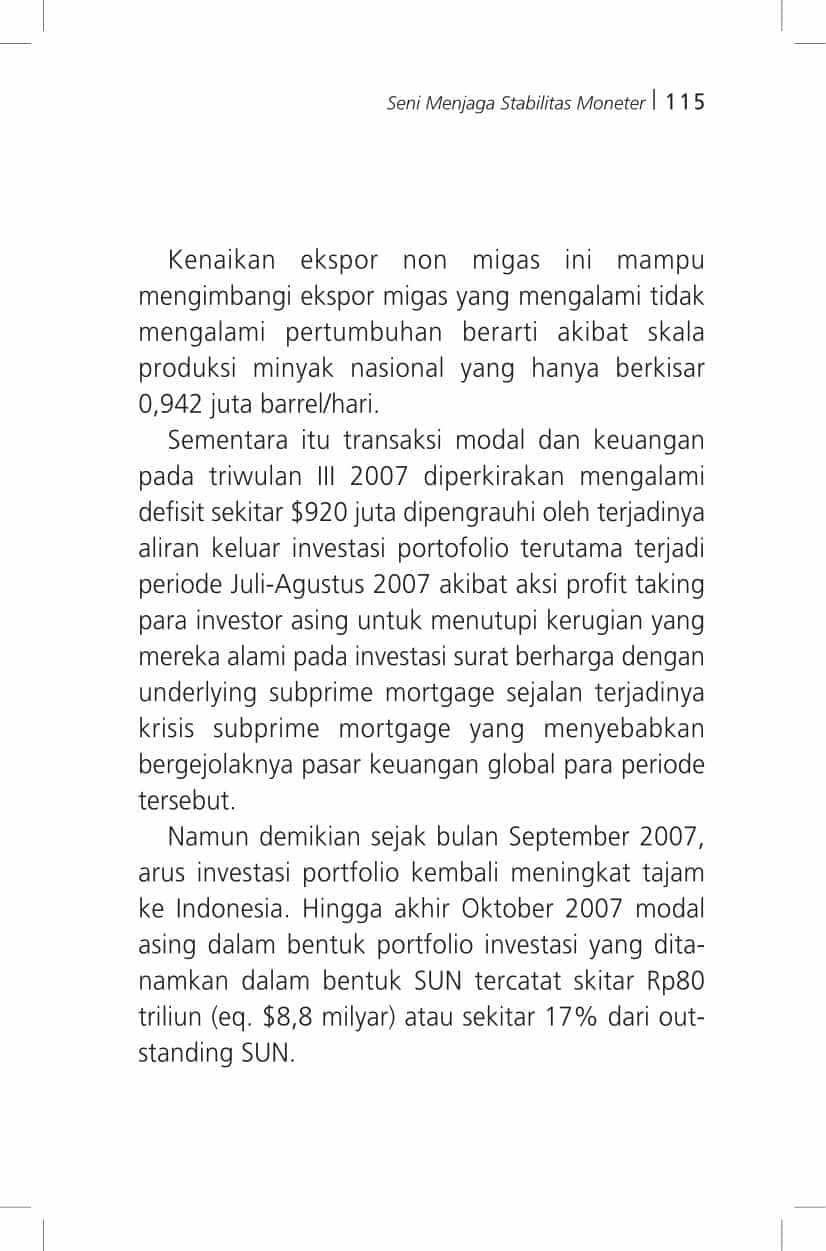 Seni Menjaga Stabilitas Moneter | 115
Kenaikan ekspor non migas ini mampu
mengimbangi ekspor migas yang mengalami tidak
mengalami pertumbuhan berarti akibat skala
produksi minyak nasional yang hanya berkisar
0,942 juta barrel/hari.
Sementara itu transaksi modal dan keuangan
pada triwulan III 2007 diperkirakan mengalami
defisit sekitar $920 juta dipengrauhi oleh terjadinya
aliran keluar investasi portofolio terutama terjadi
periode Juli-Agustus 2007 akibat aksi profit taking
para investor asing untuk menutupi kerugian yang
mereka alami pada investasi surat berharga dengan
underlying subprime mortgage sejalan terjadinya
krisis subprime mortgage yang menyebabkan
bergejolaknya pasar keuangan global para periode
tersebut.
Namun demikian sejak bulan September 2007,
arus investasi portfolio kembali meningkat tajam
ke Indonesia. Hingga akhir Oktober 2007 modal
asing dalam bentuk portfolio investasi yang dita-
namkan dalam bentuk SUN tercatat skitar Rp80
triliun (eq. $8,8 milyar) atau sekitar 17% dari out-
standing SUN.